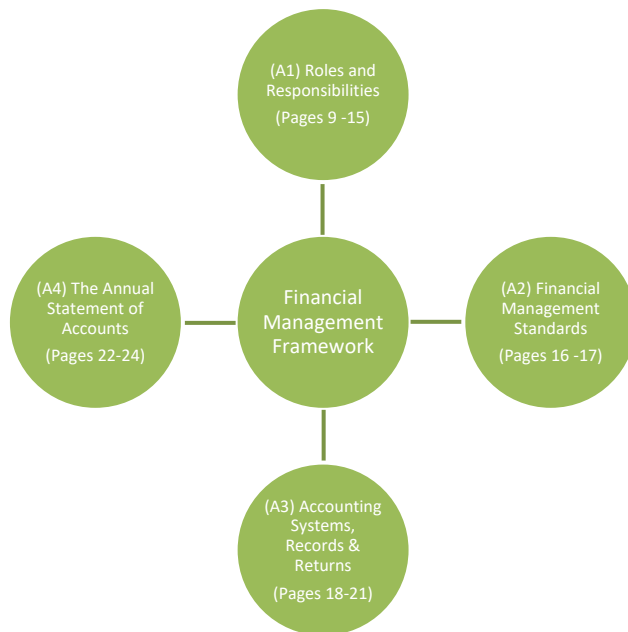 (A1) Roles and
Responsibilities
(Pages 9 -15)
(A4) The Annual
Statement of
Accounts
(Pages 22-24)
Financial
Management
Framework
(A2) Financial
Management
Standards
(Pages 16 -17)
(A3) Accounting
Systems,
Records &
Returns
(Pages 18-21)